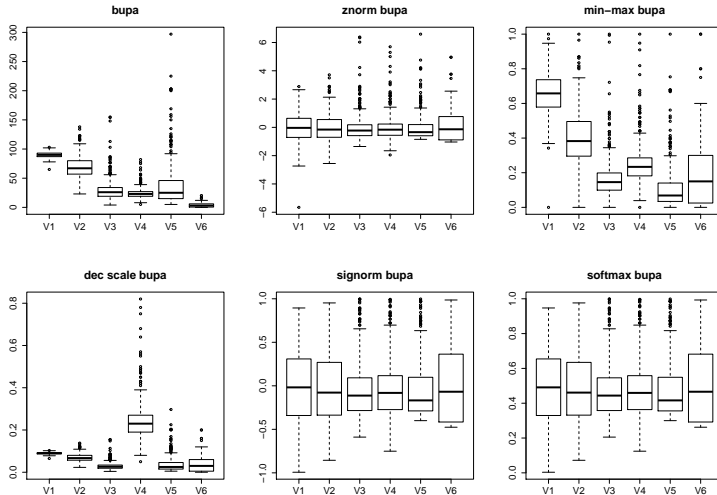 bupa
znorm bupa
min−max bupa
0 50 100 150 200 250 300
−6 −4 −2 0 2 4 6
0.0 0.2 0.4 0.6 0.8 1.0
V1 V2 V3 V4 V5 V6
V1 V2 V3 V4 V5 V6
V1 V2 V3 V4 V5 V6
dec scale bupa
signorm bupa
softmax bupa
0.0 0.2 0.4 0.6 0.8
−1.0 −0.5 0.0 0.5 1.0
0.0 0.2 0.4 0.6 0.8 1.0
V1 V2 V3 V4 V5 V6
V1 V2 V3 V4 V5 V6
V1 V2 V3 V4 V5 V6